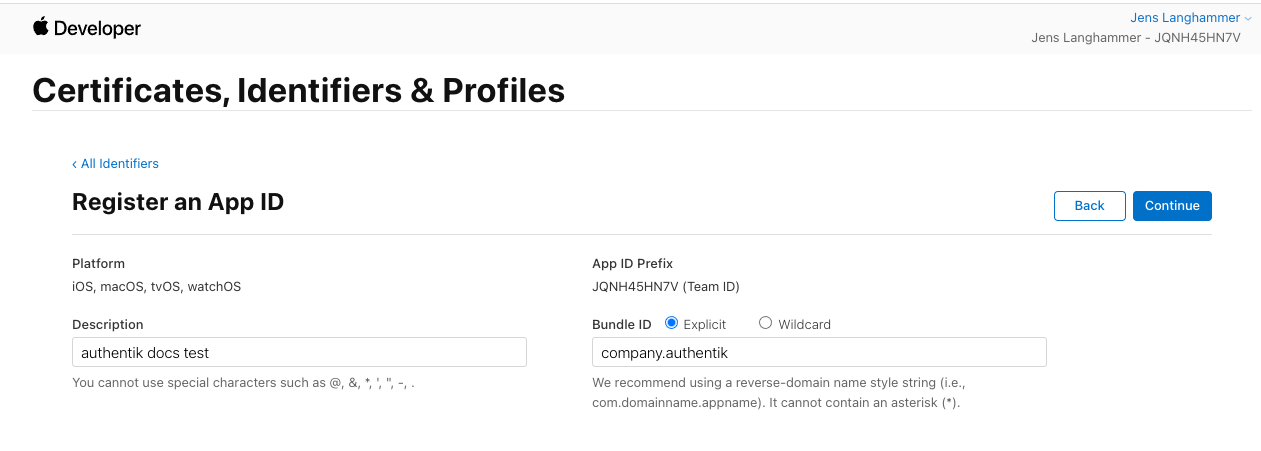 Developer
Jens Langhammer
Jens Langhammer - JQNH45HN7V
Certificates, Identifiers & Profiles
‹ All Identifiers
Register an App ID
Back
Continue
Platform
iOS, macOS, tvOS, watchOS
App ID Prefix
JQNH45HN7V (Team ID)
Description
authentik docs test
You cannot use special characters such as @, &, *, ', ", -, .
Bundle ID Explicit Wildcard
company.authentik
We recommend using a reverse-domain name style string (i.e.,
com.domainname.appname). It cannot contain an asterisk (*).